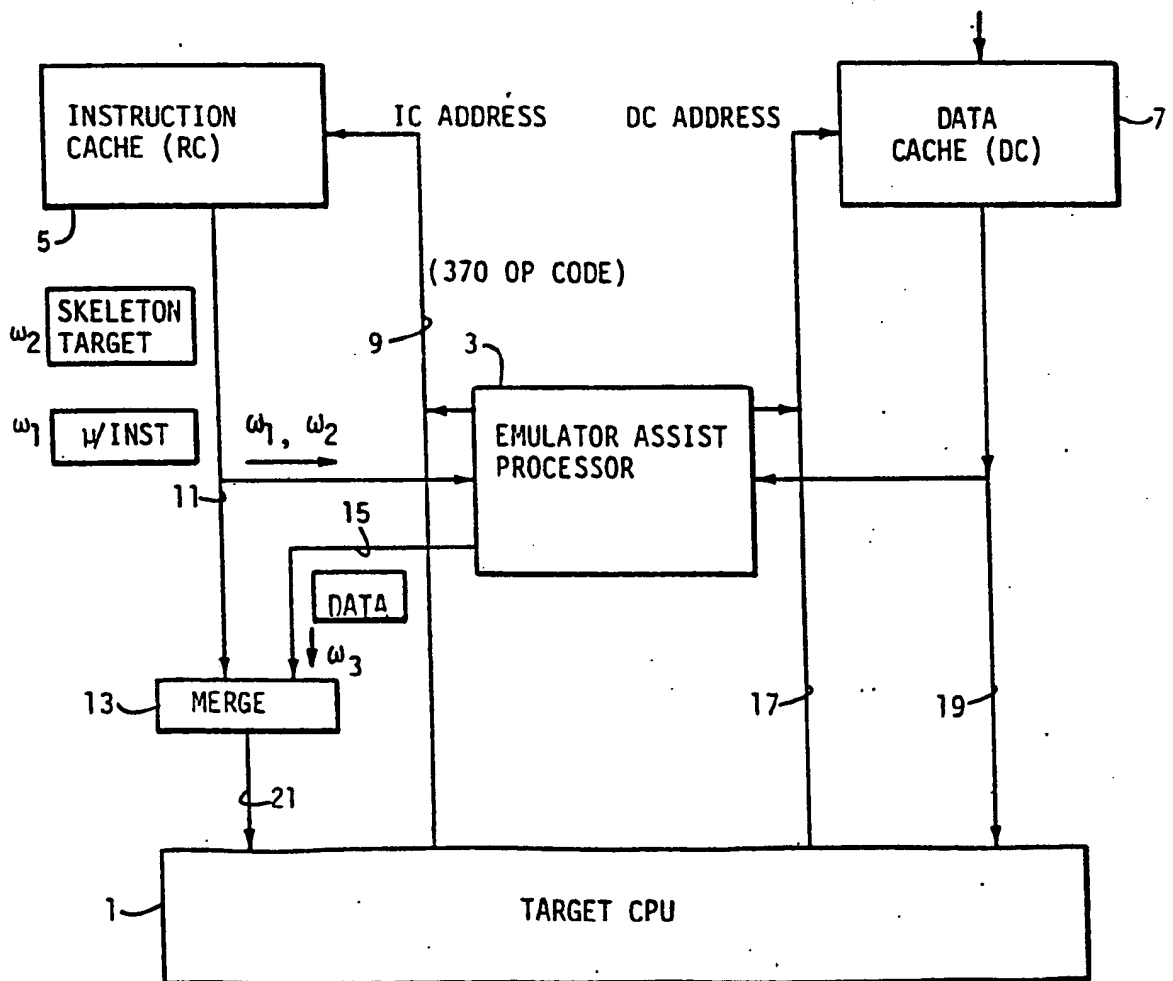 INSTRUCTION
CACHE (RC)
5
IC ADDRESS
DC ADDRESS
DATA
CACHE (DC)
7
(370 OP CODE)
9
ω2
SKELETON
TARGET
ω1
μ/INST
ω1, ω2
11
3
EMULATOR ASSIST
PROCESSOR
15
DATA
ω3
13
MERGE
17
19
21
1
TARGET CPU